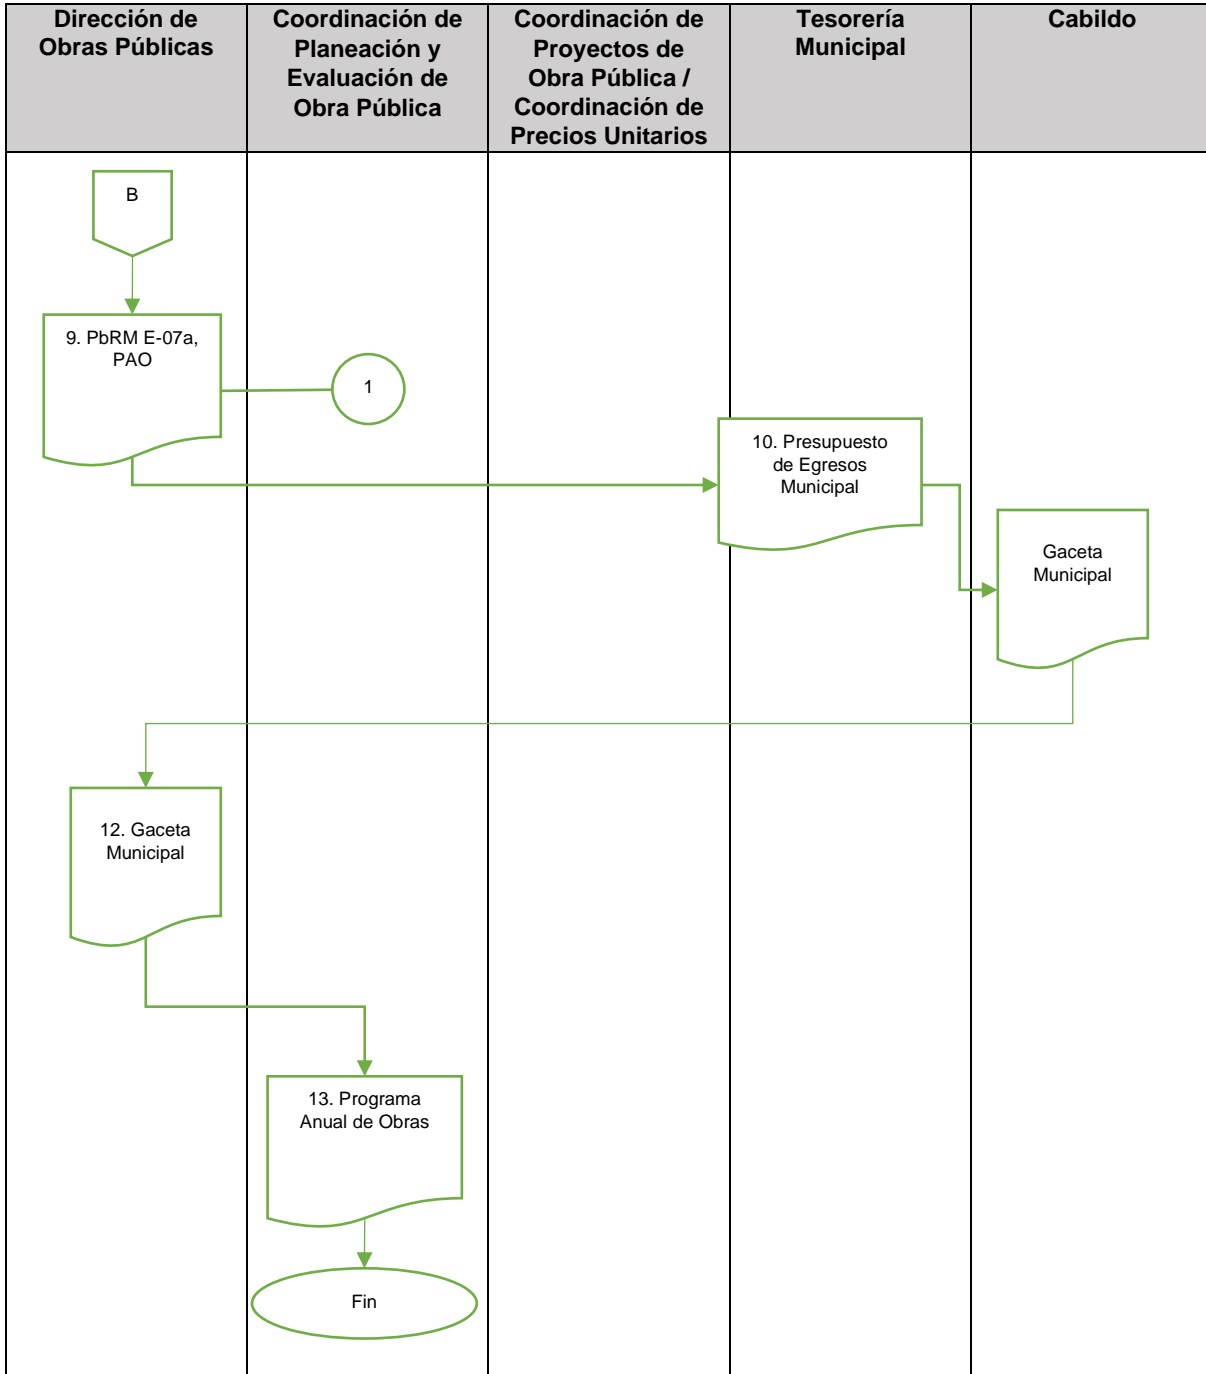 Dirección de
Obras Públicas
Coordinación de
Planeación y
Evaluación de
Obra Pública
Coordinación de
Proyectos de
Obra Pública /
Coordinación de
Precios Unitarios
Tesorería
Municipal
Cabildo
B
9. PbRM E-07a,
PAO
1
10. Presupuesto
de Egresos
Municipal
Gaceta
Municipal
12. Gaceta
Municipal
13. Programa
Anual de Obras
Fin